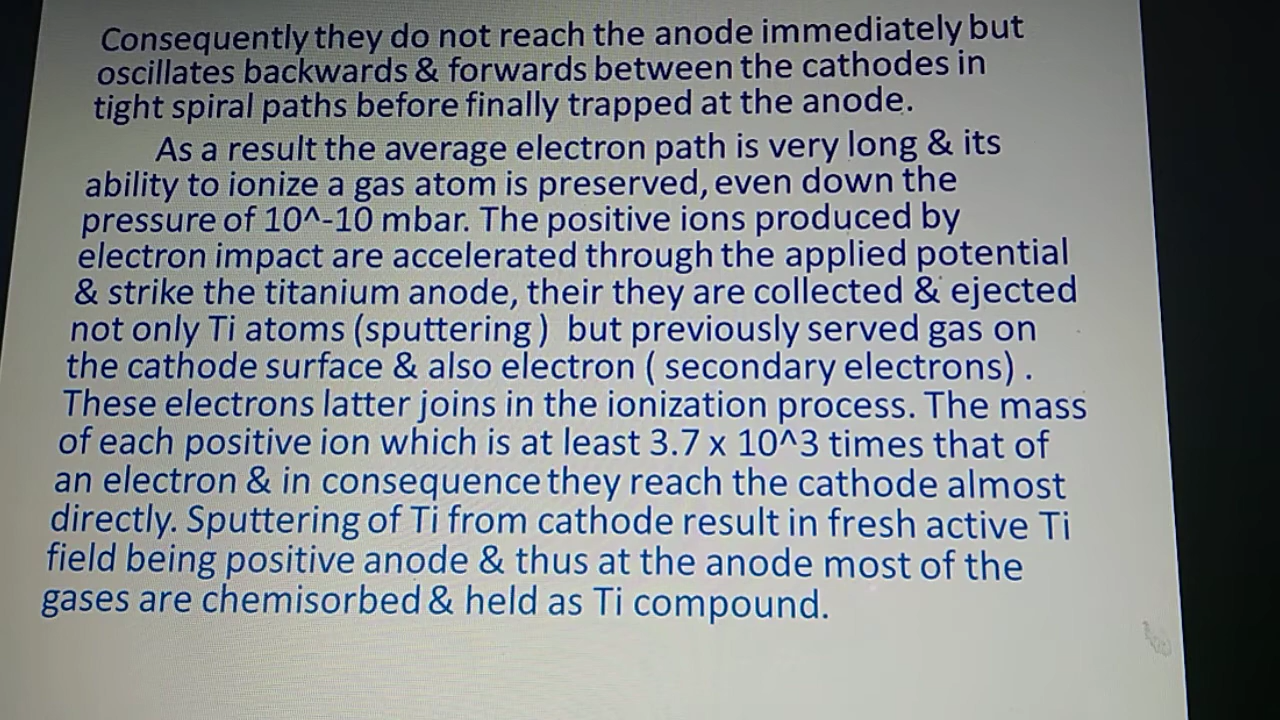 Consequently they do not reach the anode immediately but
oscillates backwards & forwards between the cathodes in
tight spiral paths before finally trapped at the anode.
As a result the average electron path is very long & its
ability to ionize a gas atom is preserved, even down the
pressure of 10^-10 mbar. The positive ions produced by
electron impact are accelerated through the applied potential
& strike the titanium anode, their they are collected & ejected
not only Ti atoms (sputtering ) but previously served gas on
the cathode surface & also electron ( secondary electrons) .
These electrons latter joins in the ionization process. The mass
of each positive ion which is at least 3.7 x 10^3 times that of
an electron & in consequence they reach the cathode almost
directly. Sputtering of Ti from cathode result in fresh active Ti
field being positive anode & thus at the anode most of the
gases are chemisorbed & held as Ti compound.